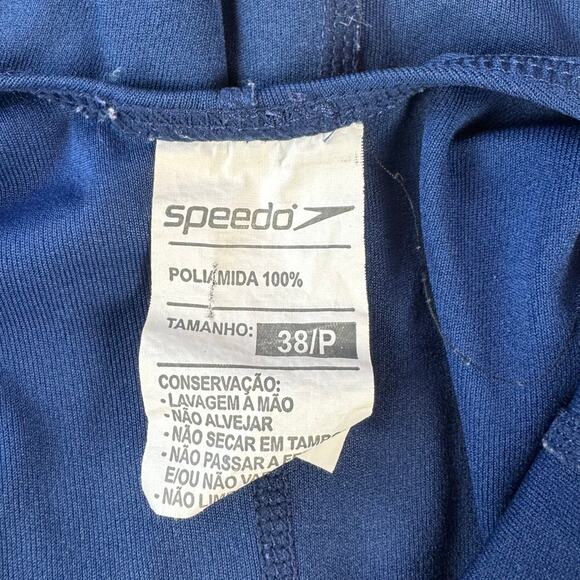 speedo
POLIAMIDA 100%
TAMANHO: 38/P
CONSERVAÇÃO:
•LAVAGEM A MÃO
•NÃO ALVEJAR
•NÃO SECAR EM
•NÃO PASSAR A
E/OU NÃO
•NÃO